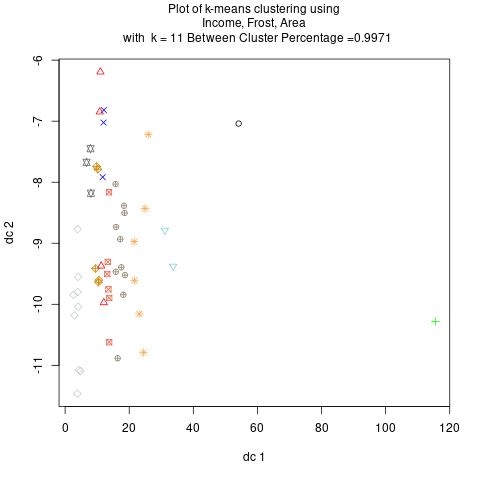 Plot of k-means clustering using
Income, Frost, Area
with  k = 11 Between Cluster Percentage =0.9971
-6
-7
-8
-9
-10
-11
dc 2
0
20
40
60
80
100
120
dc 1